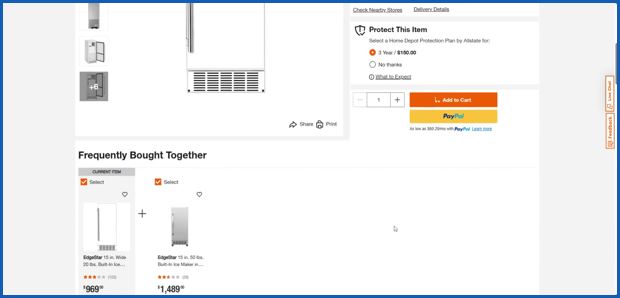 Check Nearby Stores
Delivery Details
Protect This Item
Select a Home Depot Protection Plan by Allstate for:
3 Year / $150.00
No thanks
What to Expect
+6
1
Add to Cart
PayPal
As low as $65.29/mo with PayPal. Learn more
Share
Print
Live Chat
Feedback
Frequently Bought Together
CURRENT ITEM
Select
Select
EdgeStar 15 in. Wide
20 lbs. Built-In Ice...
$969 00
EdgeStar 15 in. 50 lbs.
Built-In Ice Maker in...
$1,489 00